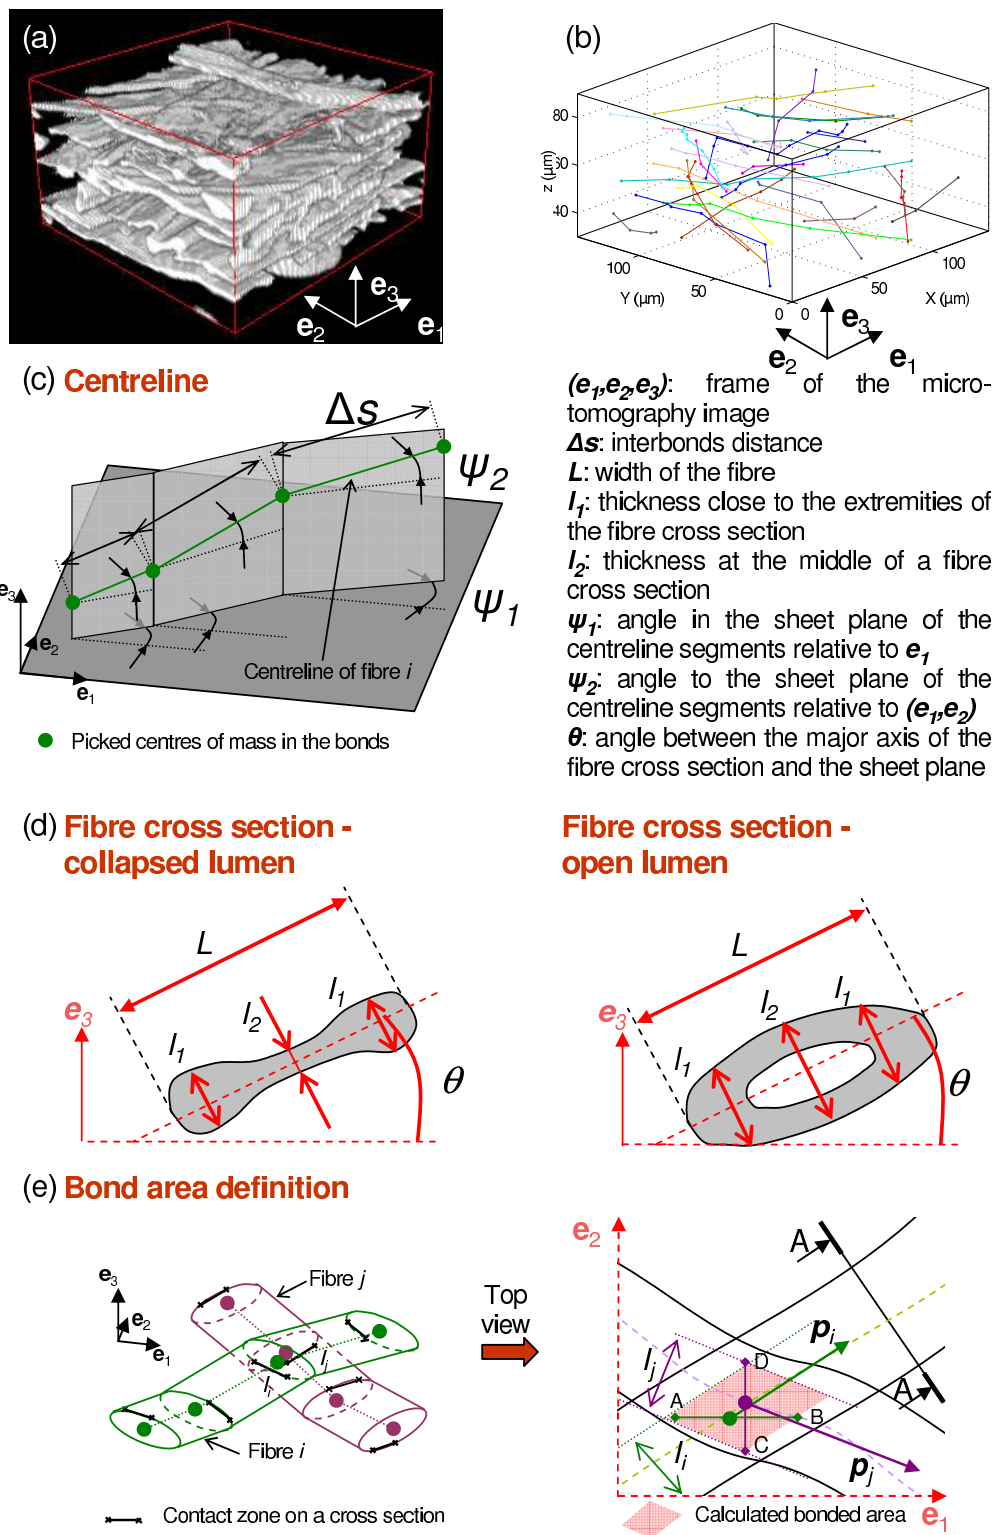 (a)
e3
e2
e1
(b)
80
60
40
z (µm)
100
50
0
Y (µm)
0
50
100
X (µm)
e3
e2
e1
(c) Centreline
Δs
ψ2
ψ1
e3
e2
e1
Centreline of fibre i
Picked centres of mass in the bonds
(e1,e2,e3): frame of the micro-
tomography image
Δs: interbonds distance
L: width of the fibre
l1: thickness close to the extremities of
the fibre cross section
l2: thickness at the middle of a fibre
cross section
ψ1: angle in the sheet plane of the
centreline segments relative to e1
ψ2: angle to the sheet plane of the
centreline segments relative to (e1,e2)
θ: angle between the major axis of the
fibre cross section and the sheet plane
(d) Fibre cross section -
collapsed lumen
L
e3
l1
l2
l1
θ
Fibre cross section -
open lumen
L
e3
l1
l2
l1
θ
(e) Bond area definition
e3
e2
e1
Fibre j
lj
li
Fibre i
Contact zone on a cross section
Top
view
e2
A
A
pi
lj
D
A
B
C
li
pj
e1
Calculated bonded area